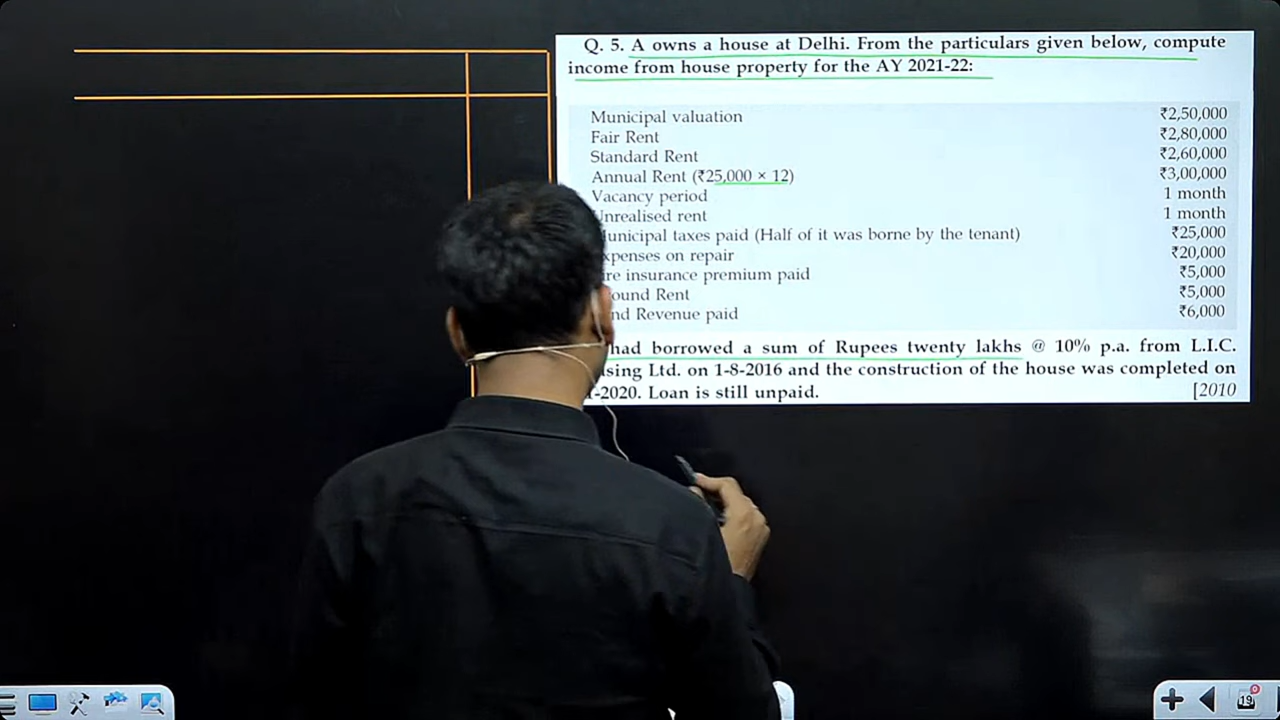 Q. 5. A owns a house at Delhi. From the particulars given below, compute
income from house property for the AY 2021-22:
Municipal valuation ₹2,50,000
Fair Rent ₹2,80,000
Standard Rent ₹2,60,000
Annual Rent (₹25,000 × 12) ₹3,00,000
Vacancy period 1 month
Unrealised rent 1 month
unicipal taxes paid (Half of it was borne by the tenant) ₹25,000
xpenses on repair ₹20,000
re insurance premium paid ₹5,000
ound Rent ₹5,000
nd Revenue paid ₹6,000
had borrowed a sum of Rupees twenty lakhs @ 10% p.a. from L.I.C.
sing Ltd. on 1-8-2016 and the construction of the house was completed on
-2020. Loan is still unpaid. [2010
19